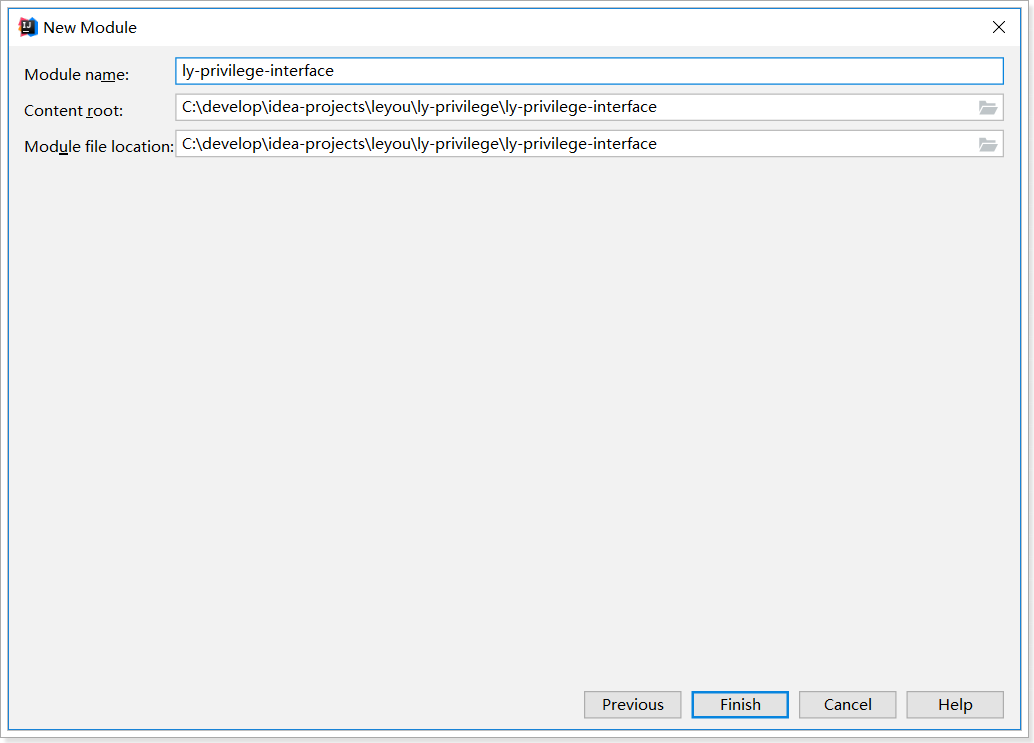 New Module
Module name: ly-privilege-interface
Content root: C:\develop\idea-projects\leyou\ly-privilege\ly-privilege-interface
Module file location: C:\develop\idea-projects\leyou\ly-privilege\ly-privilege-interface
Previous Finish Cancel Help